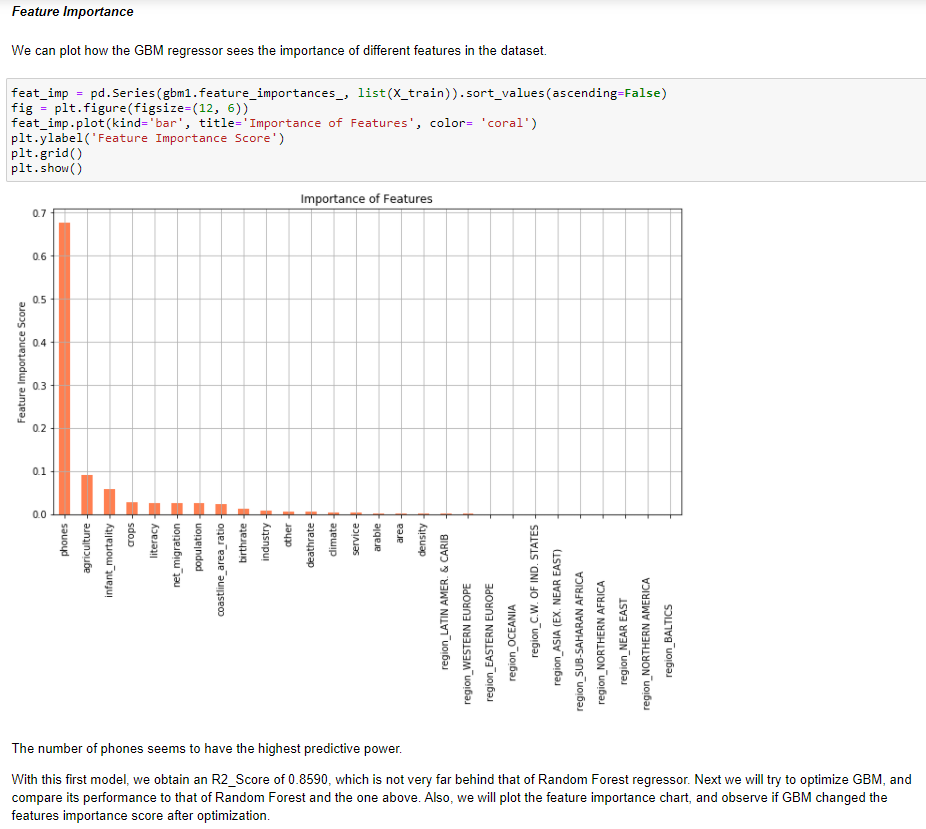 Feature Importance
We can plot how the GBM regressor sees the importance of different features in the dataset.
feat_imp = pd.Series(gbm1.feature_importances_, list(X_train)).sort_values(ascending=False)
fig = plt.figure(figsize=(12, 6))
feat_imp.plot(kind='bar', title='Importance of Features', color= 'coral')
plt.ylabel('Feature Importance Score')
plt.grid()
plt.show()
Importance of Features
Feature Importance Score
0.7
0.6
0.5
0.4
0.3
0.2
0.1
0.0
phones
agriculture
infant_mortality
crops
literacy
net_migration
population
coastline_area_ratio
birthrate
industry
other
deathrate
climate
service
arable
area
density
region_LATIN AMER. & CARIB
region_WESTERN EUROPE
region_EASTERN EUROPE
region_OCEANIA
region_C.W. OF IND. STATES
region_ASIA (EX. NEAR EAST)
region_SUB-SAHARAN AFRICA
region_NORTHERN AFRICA
region_NEAR EAST
region_NORTHERN AMERICA
region_BALTICS
The number of phones seems to have the highest predictive power.
With this first model, we obtain an R2_Score of 0.8590, which is not very far behind that of Random Forest regressor. Next we will try to optimize GBM, and
compare its performance to that of Random Forest and the one above. Also, we will plot the feature importance chart, and observe if GBM changed the
features importance score after optimization.